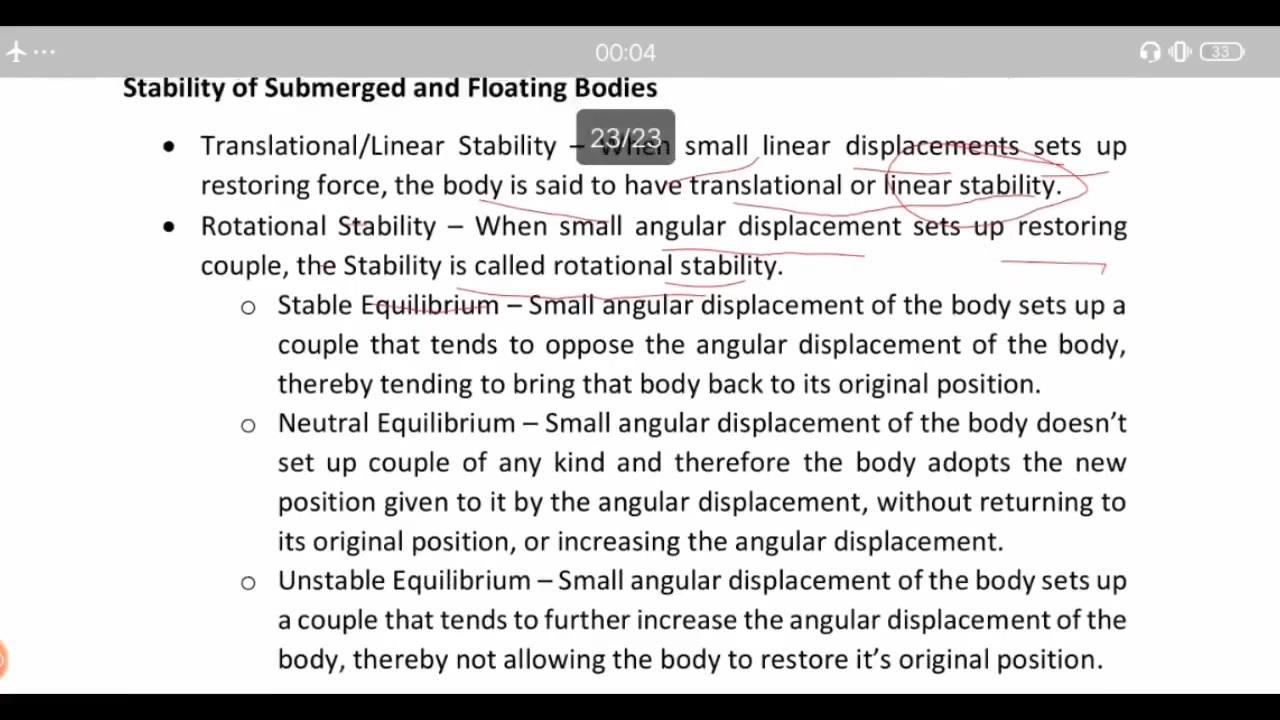 00:04
33
Stability of Submerged and Floating Bodies
23/23
• Translational/Linear Stability – When small linear displacements sets up
restoring force, the body is said to have translational or linear stability.
• Rotational Stability – When small angular displacement sets up restoring
couple, the Stability is called rotational stability.
o Stable Equilibrium – Small angular displacement of the body sets up a
couple that tends to oppose the angular displacement of the body,
thereby tending to bring that body back to its original position.
o Neutral Equilibrium – Small angular displacement of the body doesn’t
set up couple of any kind and therefore the body adopts the new
position given to it by the angular displacement, without returning to
its original position, or increasing the angular displacement.
o Unstable Equilibrium – Small angular displacement of the body sets up
a couple that tends to further increase the angular displacement of the
body, thereby not allowing the body to restore it’s original position.